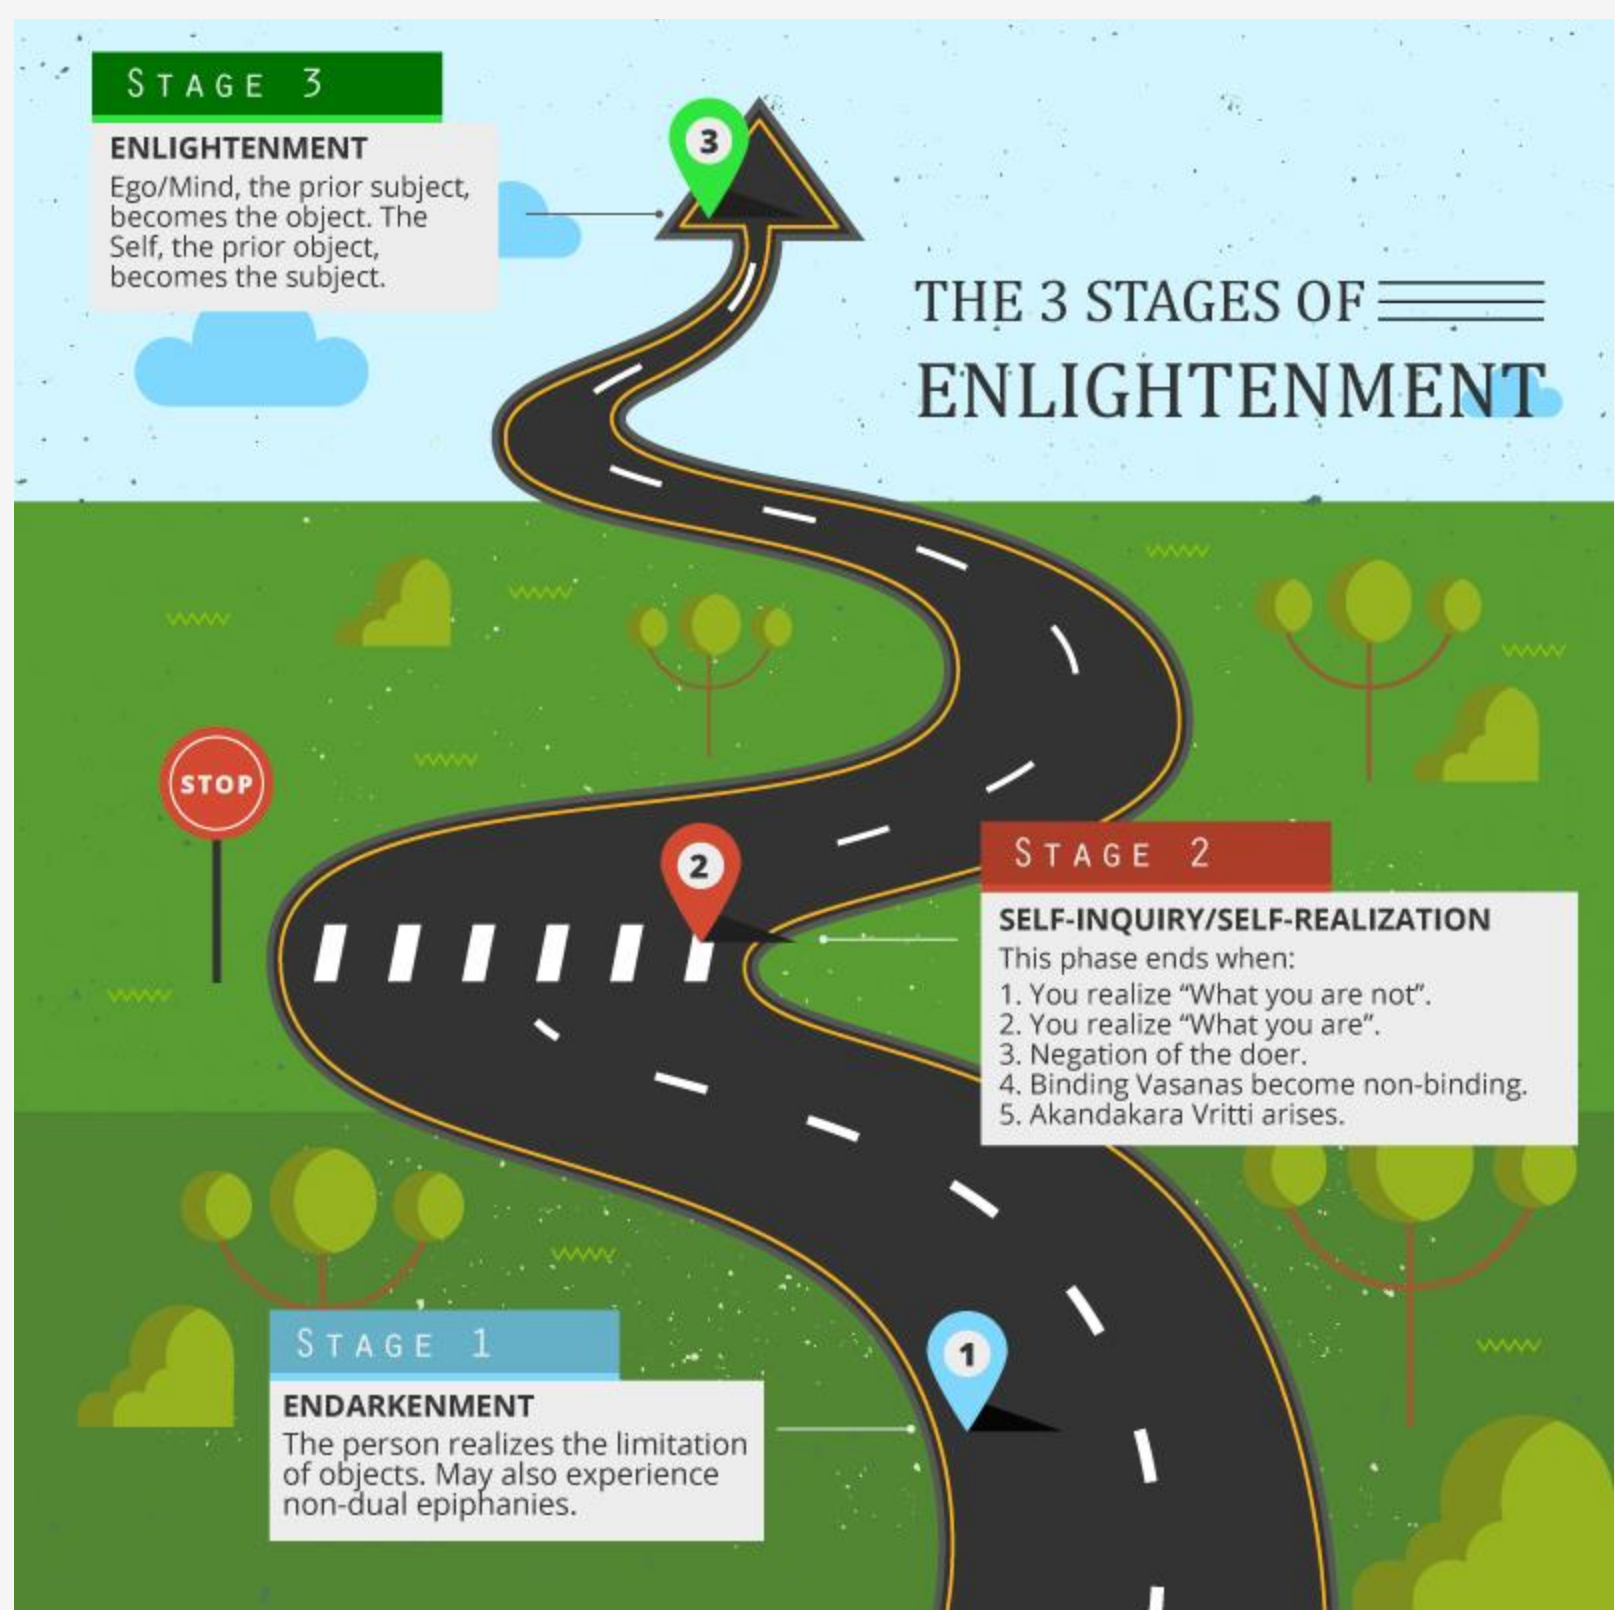 STAGE 3
ENLIGHTENMENT
Ego/Mind, the prior subject,
becomes the object. The
Self, the prior object,
becomes the subject.
3
THE 3 STAGES OF
ENLIGHTENMENT
STOP
2
STAGE 2
SELF-INQUIRY/SELF-REALIZATION
This phase ends when:
1. You realize “What you are not”.
2. You realize “What you are”.
3. Negation of the doer.
4. Binding Vasanas become non-binding.
5. Akandakara Vritti arises.
STAGE 1
ENDARKENMENT
The person realizes the limitation
of objects. May also experience
non-dual epiphanies.
1